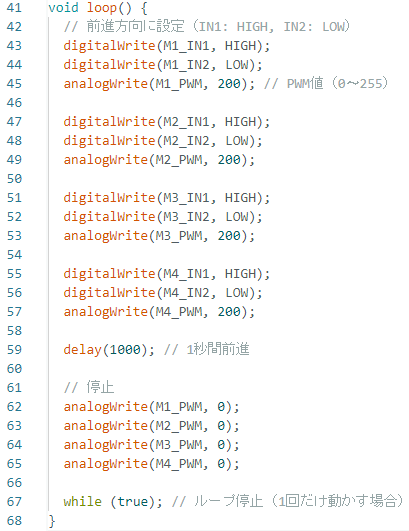 41 void loop() {
42 // 前進方向に設定（IN1: HIGH, IN2: LOW）
43 digitalWrite(M1_IN1, HIGH);
44 digitalWrite(M1_IN2, LOW);
45 analogWrite(M1_PWM, 200); // PWM値（0～255）
46
47 digitalWrite(M2_IN1, HIGH);
48 digitalWrite(M2_IN2, LOW);
49 analogWrite(M2_PWM, 200);
50
51 digitalWrite(M3_IN1, HIGH);
52 digitalWrite(M3_IN2, LOW);
53 analogWrite(M3_PWM, 200);
54
55 digitalWrite(M4_IN1, HIGH);
56 digitalWrite(M4_IN2, LOW);
57 analogWrite(M4_PWM, 200);
58
59 delay(1000); // 1秒間前進
60
61 // 停止
62 analogWrite(M1_PWM, 0);
63 analogWrite(M2_PWM, 0);
64 analogWrite(M3_PWM, 0);
65 analogWrite(M4_PWM, 0);
66
67 while (true); // ループ停止（1回だけ動かす場合）
68 }